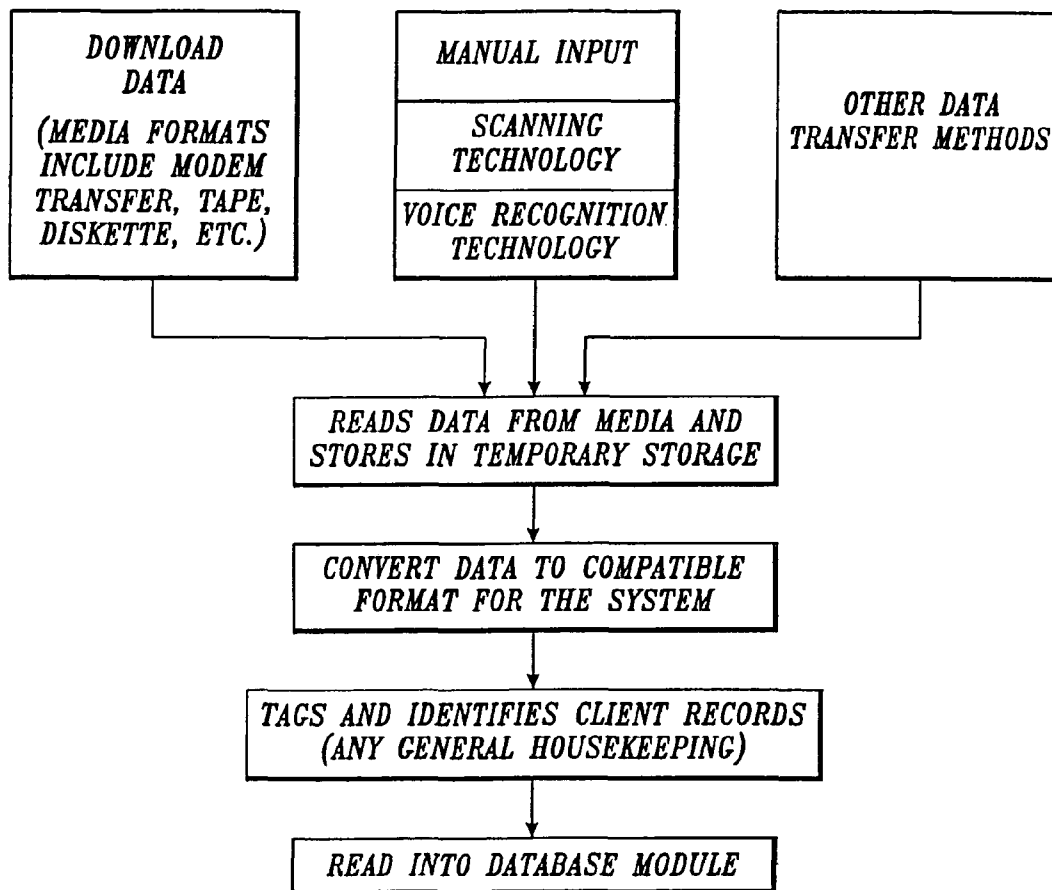 DOWNLOAD
DATA
(MEDIA FORMATS
INCLUDE MODEM
TRANSFER, TAPE,
DISKETTE, ETC.)
MANUAL INPUT
SCANNING
TECHNOLOGY
VOICE RECOGNITION
TECHNOLOGY
OTHER DATA
TRANSFER METHODS
READS DATA FROM MEDIA AND
STORES IN TEMPORARY STORAGE
CONVERT DATA TO COMPATIBLE
FORMAT FOR THE SYSTEM
TAGS AND IDENTIFIES CLIENT RECORDS
(ANY GENERAL HOUSEKEEPING)
READ INTO DATABASE MODULE